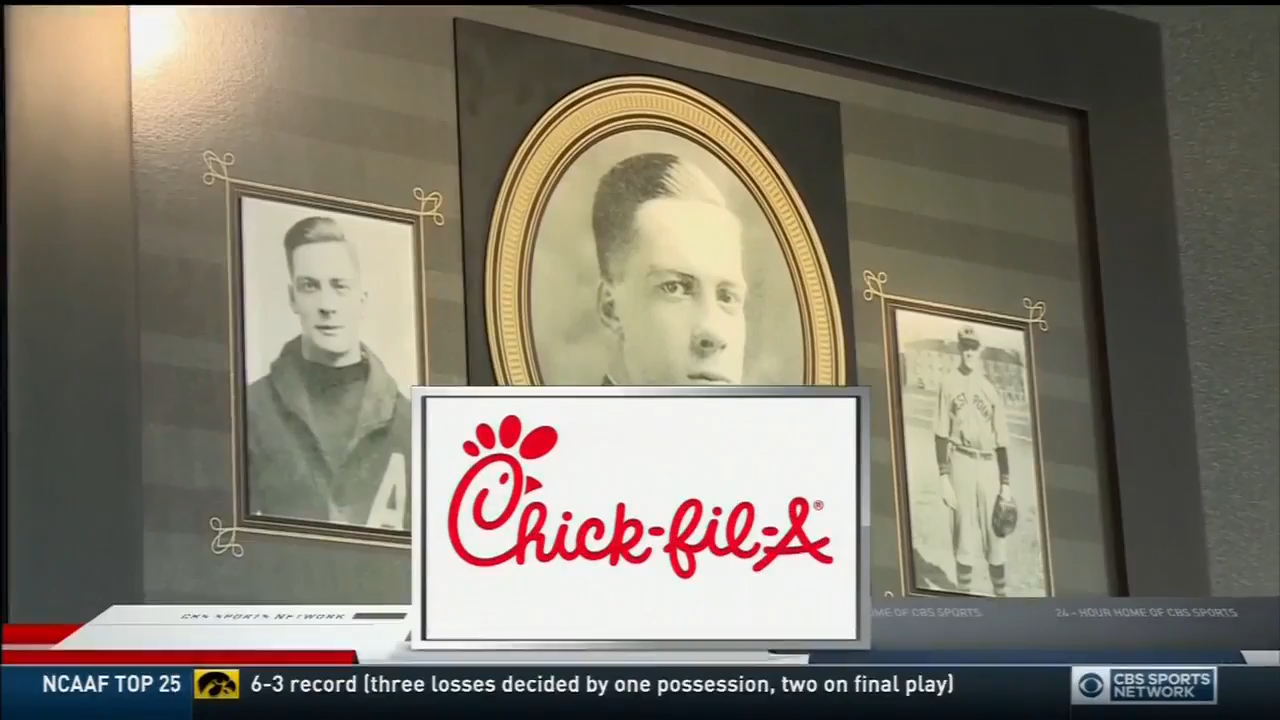 A
WEST POINT
Chick-fil-A®
CBS SPORTS NETWORK
HOME OF CBS SPORTS
24-HOUR HOME OF CBS SPORTS
NCAAF TOP 25
6-3 record (three losses decided by one possession, two on final play)
CBS SPORTS
NETWORK